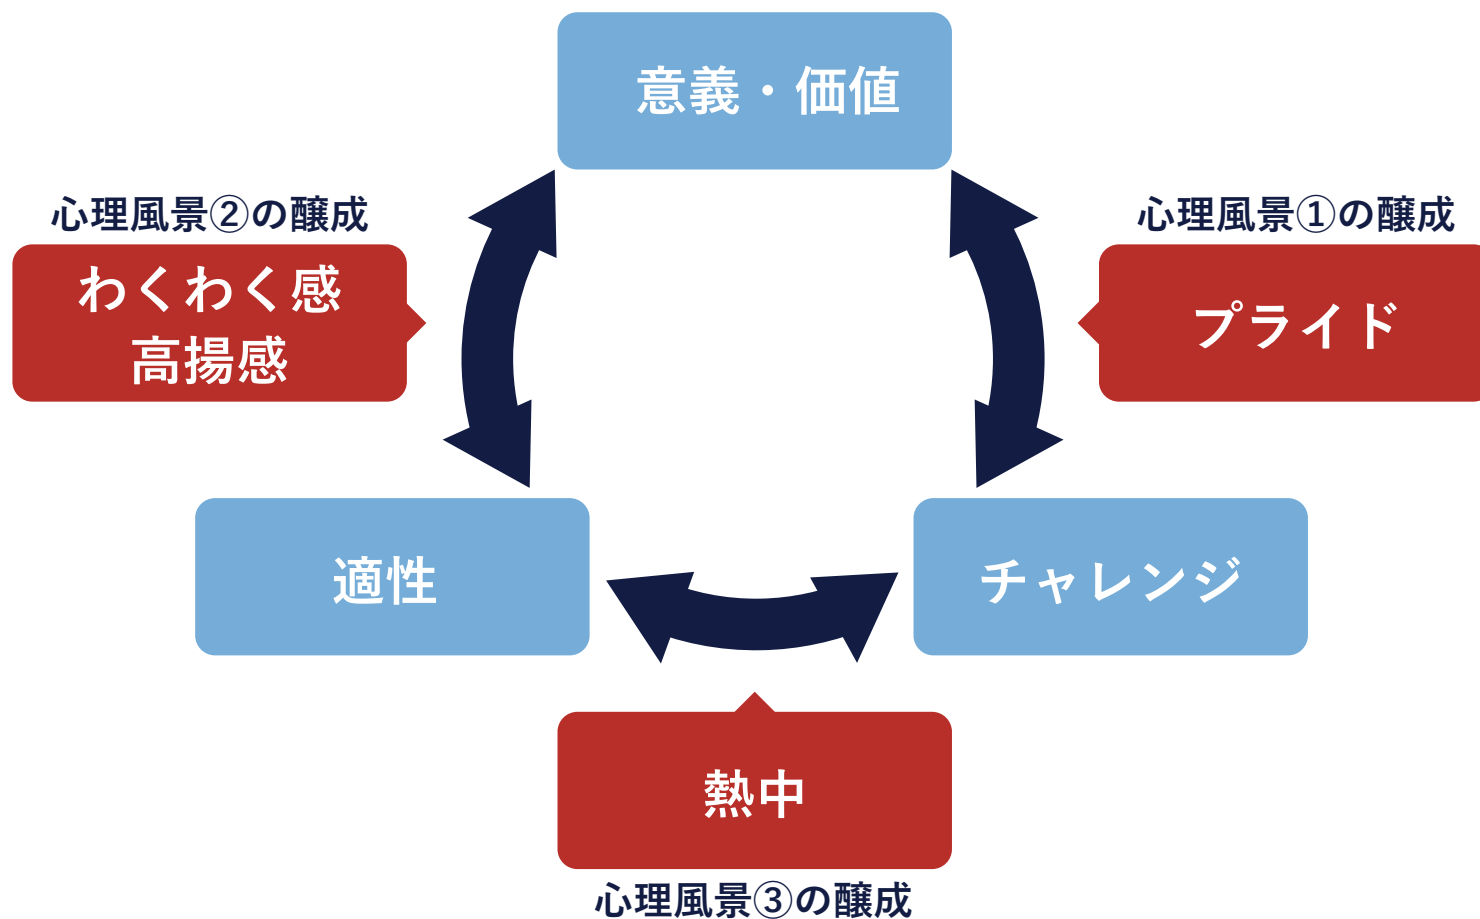 意義・価値
心理風景②の醸成
わくわく感
高揚感
心理風景①の醸成
プライド
適性
チャレンジ
熱中
心理風景③の醸成